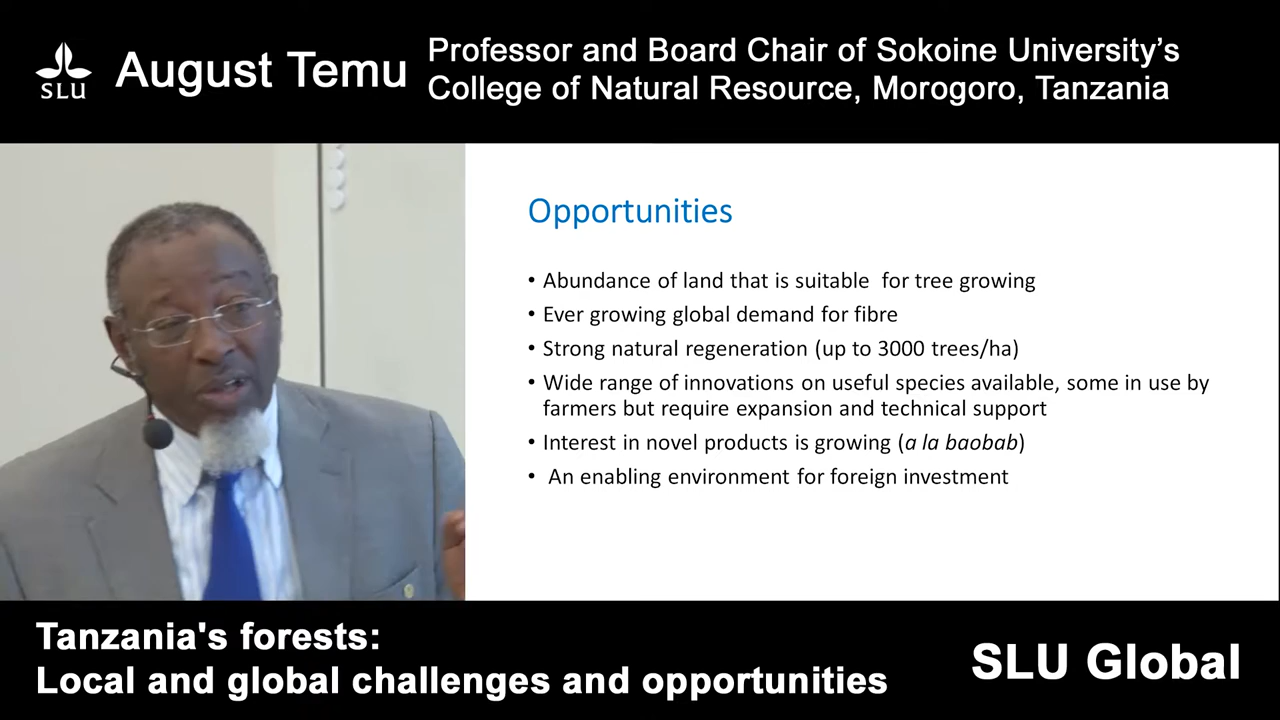 SLU
August Temu
Professor and Board Chair of Sokoine University's
College of Natural Resource, Morogoro, Tanzania
Opportunities
• Abundance of land that is suitable for tree growing
• Ever growing global demand for fibre
• Strong natural regeneration (up to 3000 trees/ha)
• Wide range of innovations on useful species available, some in use by
farmers but require expansion and technical support
• Interest in novel products is growing (a la baobab)
• An enabling environment for foreign investment
Tanzania's forests:
Local and global challenges and opportunities
SLU Global